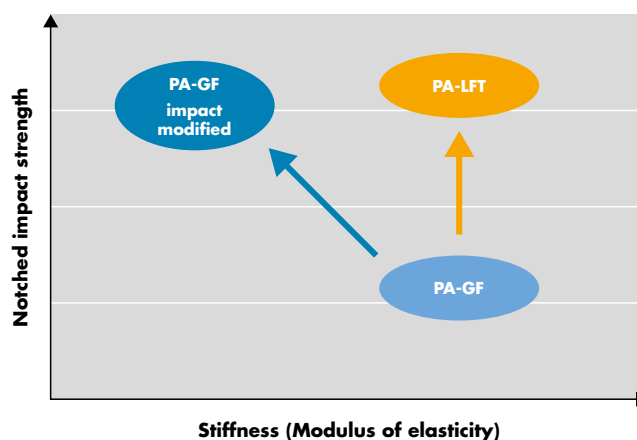 Notched impact strength
PA-GF
impact
modified
PA-LFT
PA-GF
Stiffness (Modulus of elasticity)